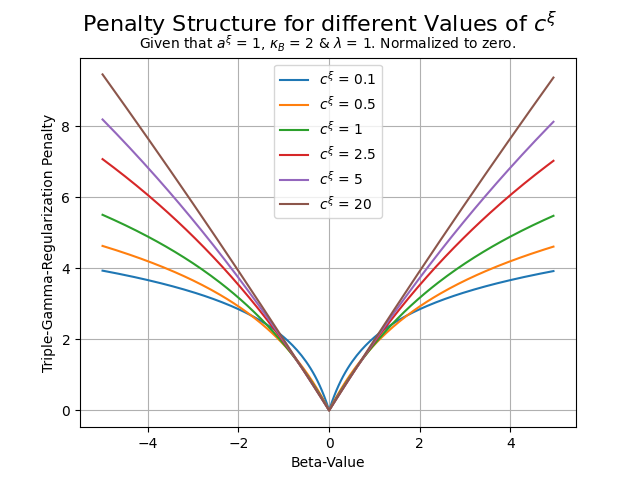 Penalty Structure for different Values of c^ξ
Given that a^ξ = 1, κ_B = 2 & λ = 1. Normalized to zero.
c^ξ = 0.1
c^ξ = 0.5
c^ξ = 1
c^ξ = 2.5
c^ξ = 5
c^ξ = 20
Triple-Gamma-Regularization Penalty
8
6
4
2
0
−4 −2 0 2 4
Beta-Value